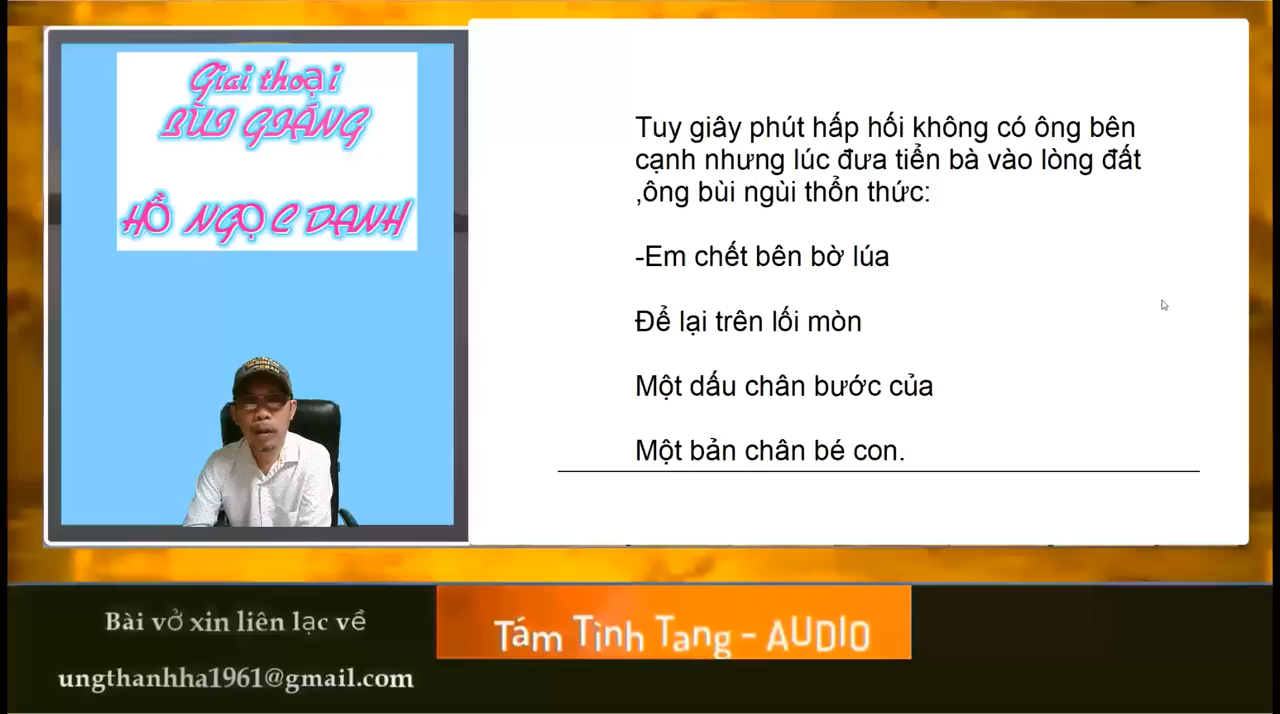 Giai thoại
BÙI GIÁNG
HỒ NGỌC DANH
Tuy giây phút hấp hối không có ông bên
cạnh nhưng lúc đưa tiển bà vào lòng đất
,ông bùi ngùi thổn thức:
-Em chết bên bờ lúa
Để lại trên lối mòn
Một dấu chân bước của
Một bản chân bé con.
Bài vở xin liên lạc về
ungthanhha1961@gmail.com
Tám Tình Tang - AUDIO